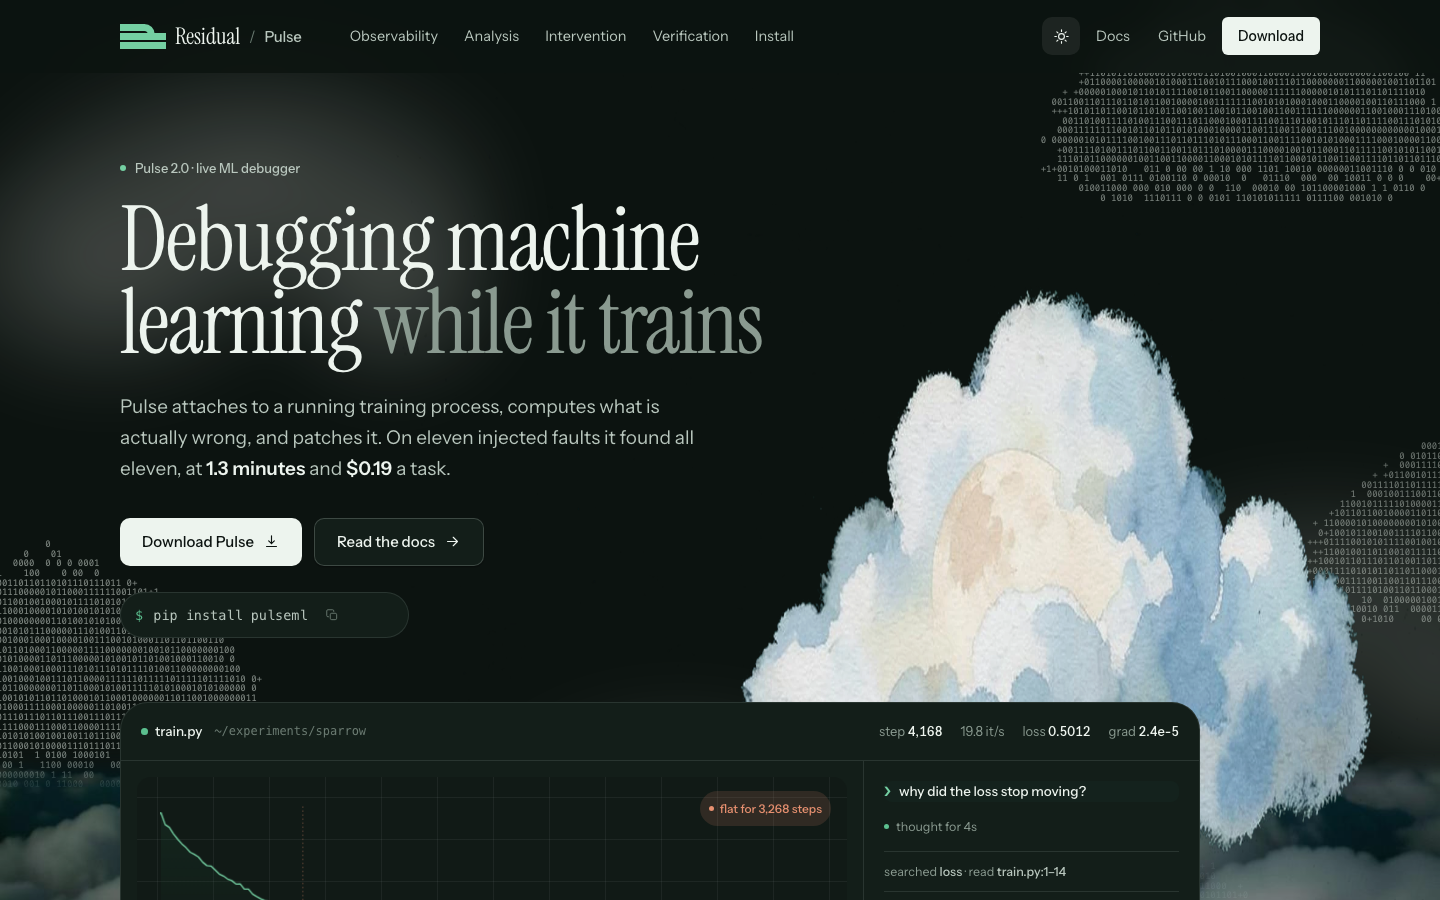 Residual / Pulse
Observability
Analysis
Intervention
Verification
Install
Docs
GitHub
Download
Pulse 2.0 · live ML debugger
Debugging machine
learning while it trains
Pulse attaches to a running training process, computes what is
actually wrong, and patches it. On eleven injected faults it found all
eleven, at 1.3 minutes and $0.19 a task.
Download Pulse
Read the docs
$ pip install pulseml
train.py ~/experiments/sparrow
step 4,168 19.8 it/s loss 0.5012 grad 2.4e-5
flat for 3,268 steps
why did the loss stop moving?
thought for 4s
searched loss · read train.py:1–14